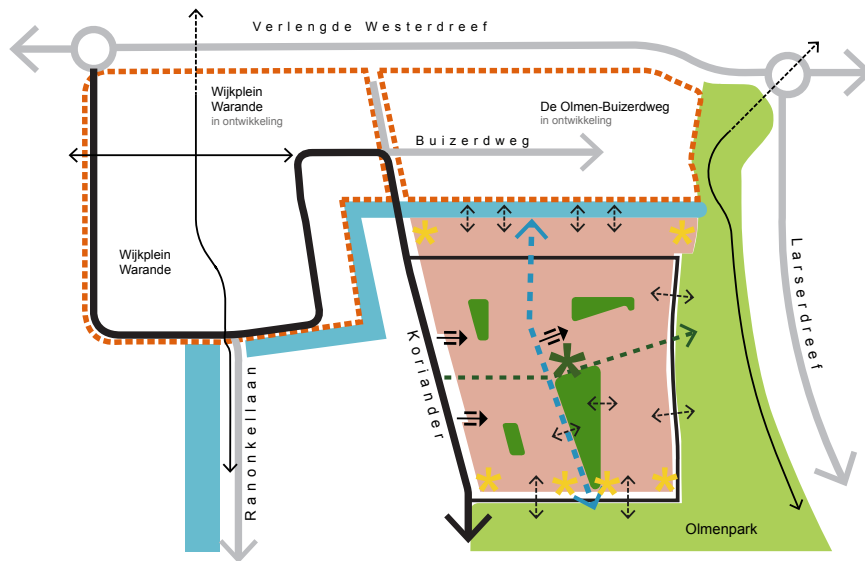 Verlengde Westerdreef
Wijkplein
Warande
in ontwikkeling
De Olmen-Buizerdweg
in ontwikkeling
Buizerdweg
Wijkplein
Warande
Koriander
Larserdreef
Ranonkellaan
Olmenpark